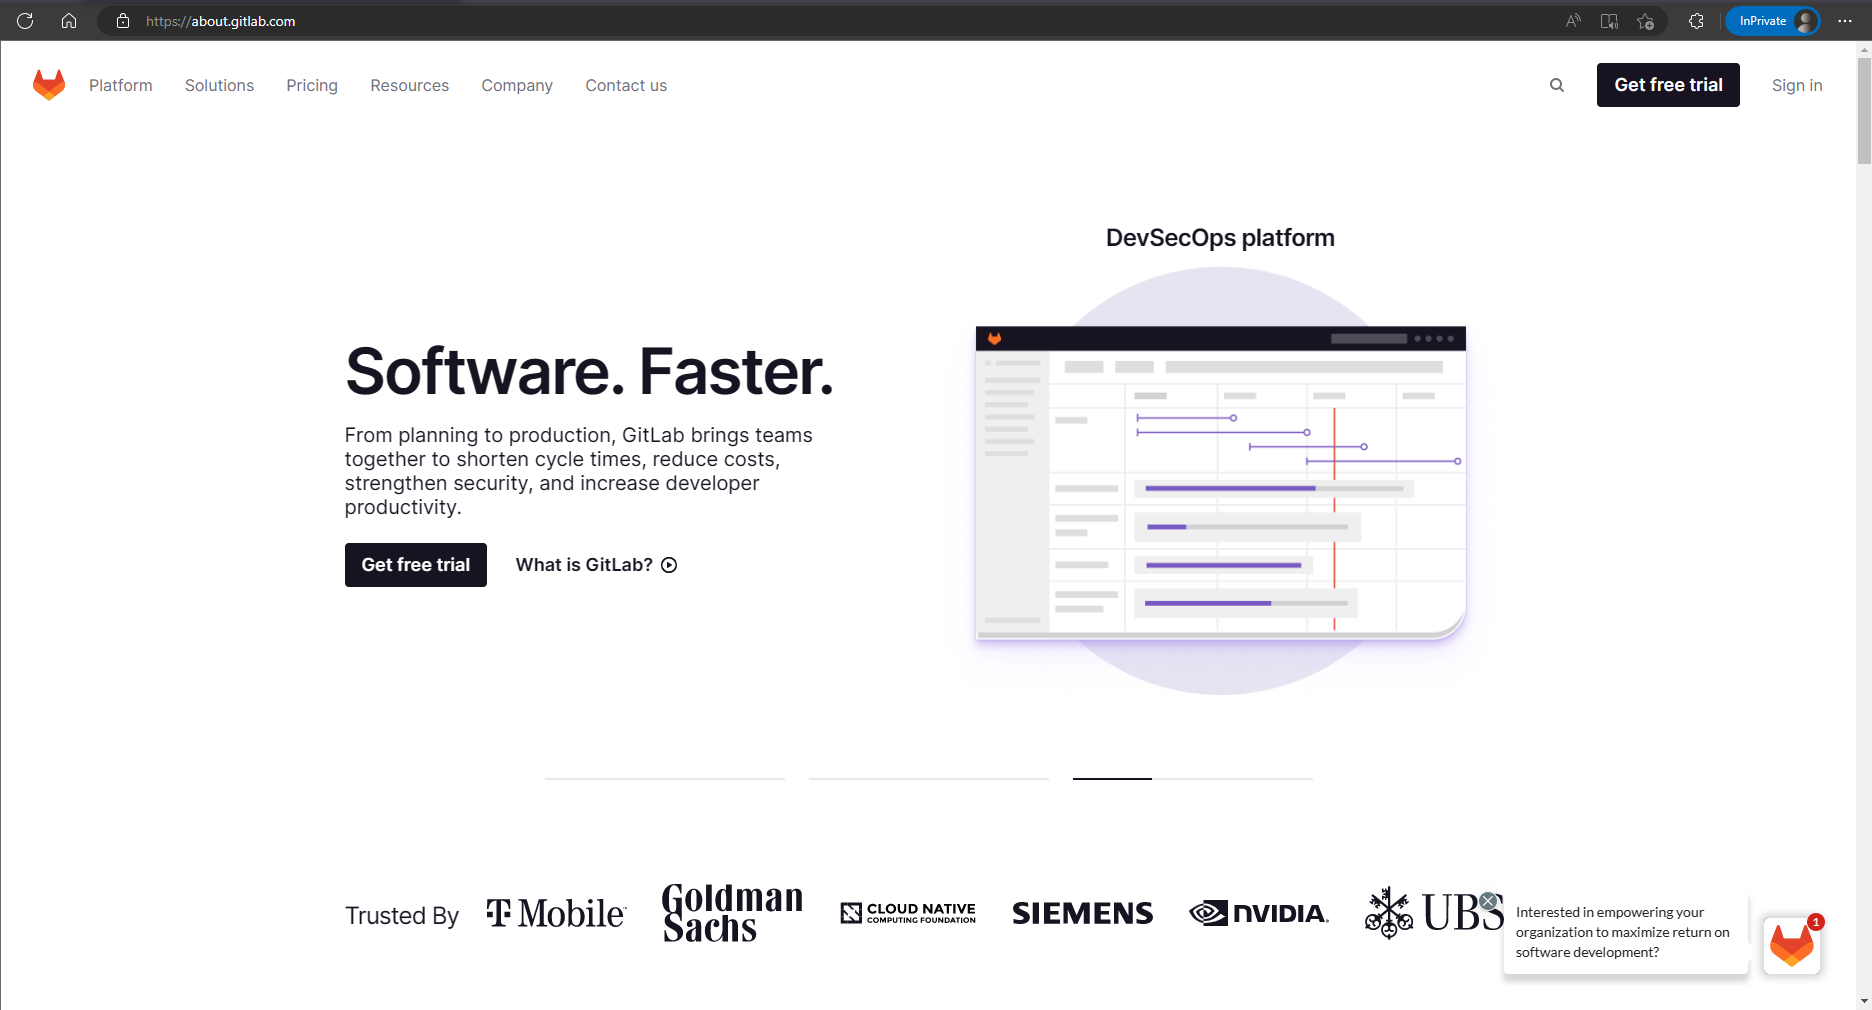 https://about.gitlab.com
InPrivate
Platform
Solutions
Pricing
Resources
Company
Contact us
Get free trial
Sign in
DevSecOps platform
Software. Faster.
From planning to production, GitLab brings teams
together to shorten cycle times, reduce costs,
strengthen security, and increase developer
productivity.
Get free trial
What is GitLab?
Trusted By
T Mobile™
Goldman
Sachs
CLOUD NATIVE
COMPUTING FOUNDATION
SIEMENS
NVIDIA.
UBS
Interested in empowering your
organization to maximize return on
software development?
1